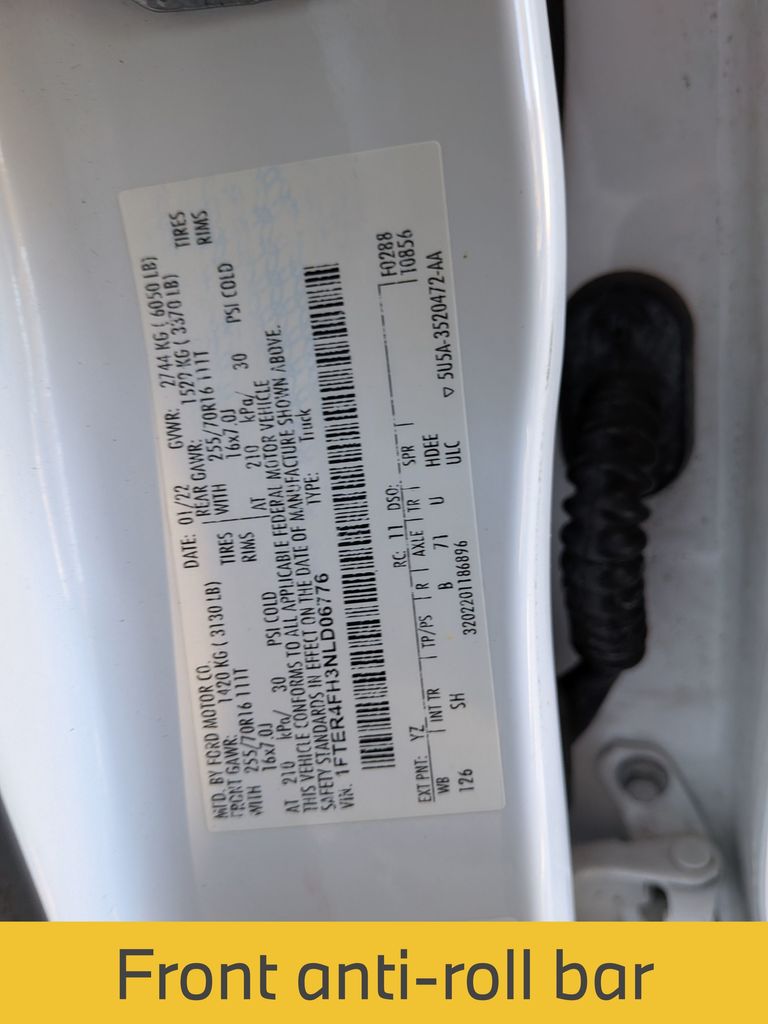 MFD. BY FORD MOTOR CO.
DATE: 01/22
GVWR: 2744 KG ( 6050 LB)
FRONT GAWR: 1420 KG ( 3130 LB)
REAR GAWR: 1527 KG ( 3370 LB)
WITH 255/70R16 111T TIRES
WITH 255/70R16 111T TIRES
16x7.0J RIMS
16x7.0J RIMS
AT 210 kPa/ 30 PSI COLD
AT 210 kPa/ 30 PSI COLD
THIS VEHICLE CONFORMS TO ALL APPLICABLE FEDERAL MOTOR VEHICLE
SAFETY STANDARDS IN EFFECT ON THE DATE OF MANUFACTURE SHOWN ABOVE.
VIN: 1FTER4FH3NLD06776
TYPE: Truck
F0288
T0856
EXT PNT: YZ RC: 11 DSO:
WB INT TR TP/PS R AXLE TR SPR
126 SH B 71 U HDEE
ULC
3202201186896
▽ 5U5A-3520472-AA
Front anti-roll bar